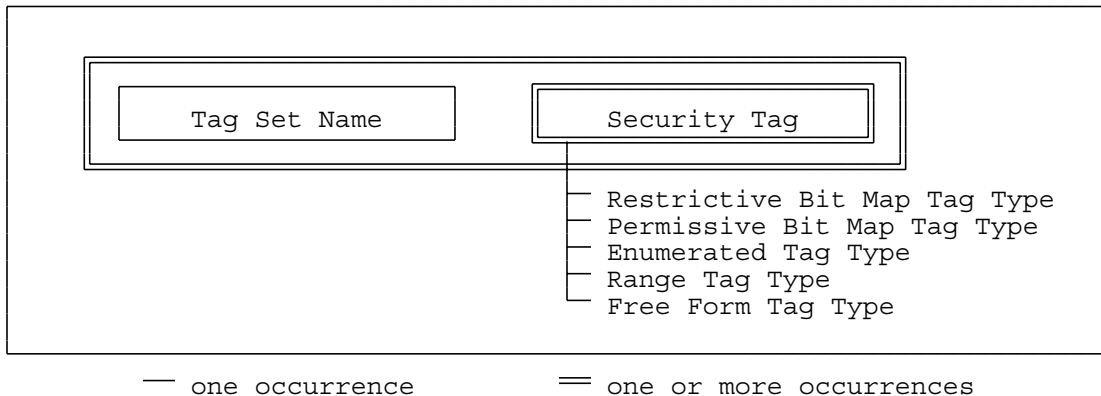 Tag Set Name Security Tag
Restrictive Bit Map Tag Type
Permissive Bit Map Tag Type
Enumerated Tag Type
Range Tag Type
Free Form Tag Type
one occurrence one or more occurrences